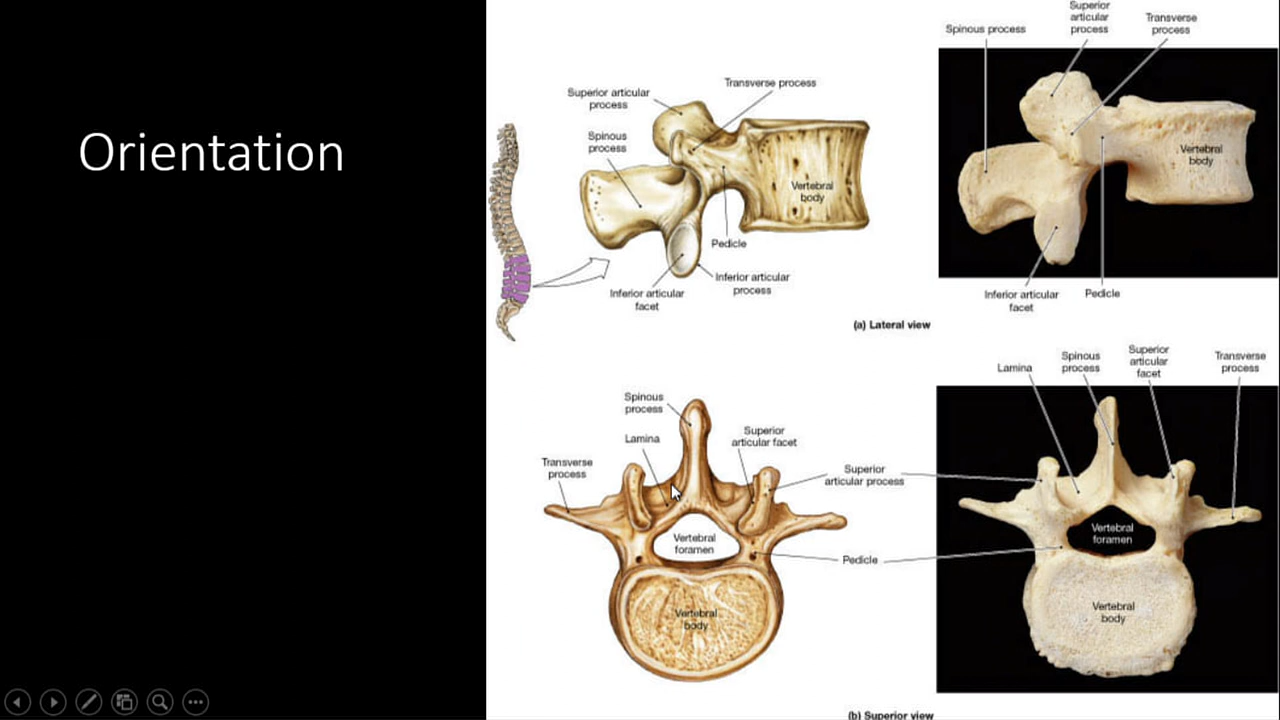 Orientation
Superior articular
process
Transverse process
Spinous
process
Vertebral
body
Pedicle
Inferior articular
process
Inferior articular
facet
Spinous process
Superior
articular
process
Transverse
process
Vertebral
body
Inferior articular
facet
Pedicle
(a) Lateral view
Spinous
process
Lamina
Superior
articular facet
Transverse
process
Superior
articular process
Vertebral
foramen
Pedicle
Vertebral
body
Lamina
Spinous
process
Superior
articular
facet
Transverse
process
Vertebral
foramen
Vertebral
body
(b) Superior view